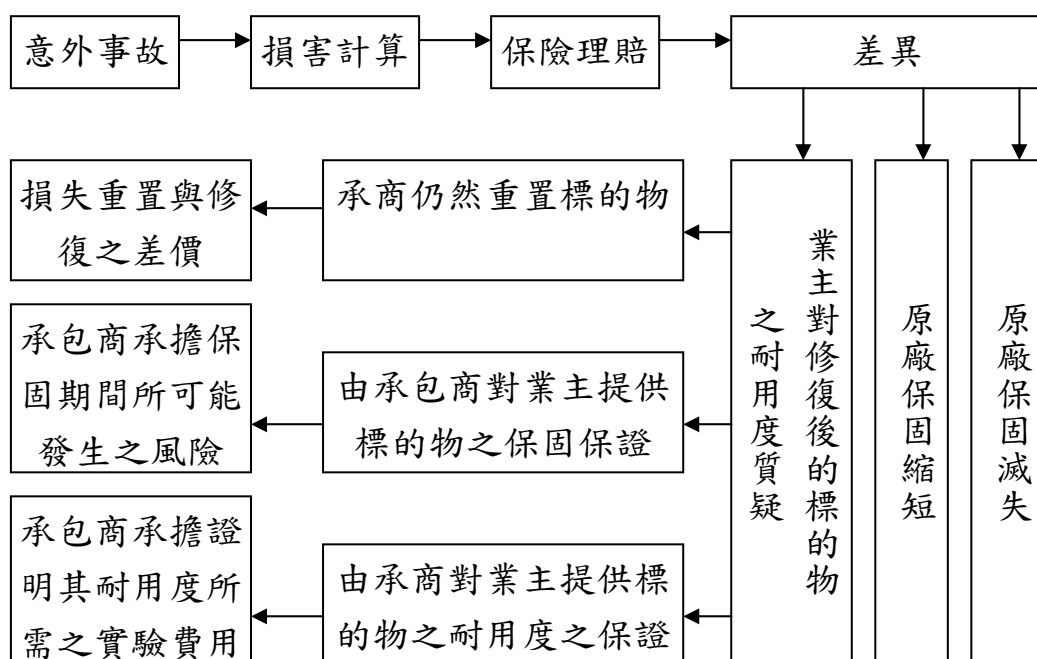 意外事故
損害計算
保險理賠
差異
損失重置與修
復之差價
承商仍然重置標的物
業主對修復後的標的物
之耐用度質疑
原廠保固縮短
原廠保固滅失
承包商承擔保
固期間所可能
發生之風險
由承包商對業主提供
標的物之保固保證
承包商承擔證
明其耐用度所
需之實驗費用
由承商對業主提供標
的物之耐用度之保證